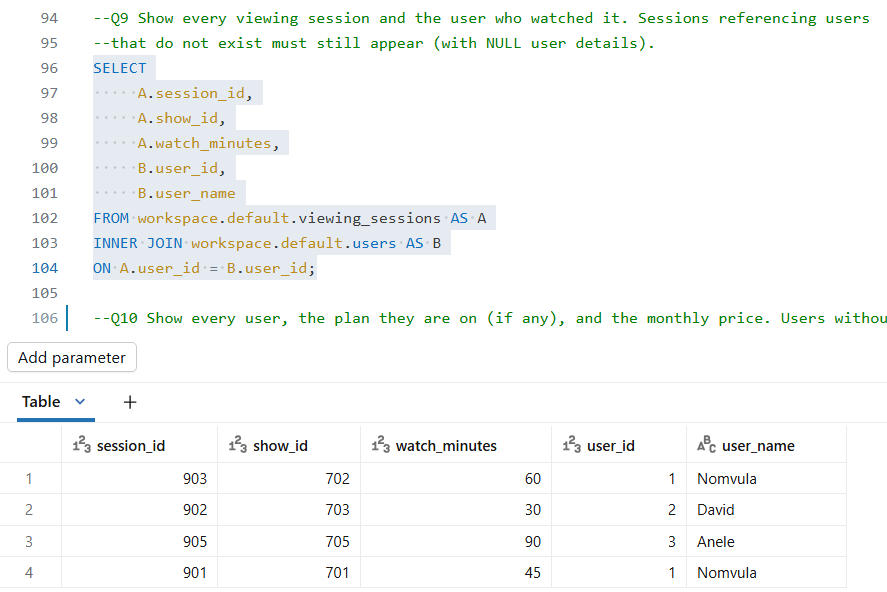 94 --Q9 Show every viewing session and the user who watched it. Sessions referencing users
95 --that do not exist must still appear (with NULL user details).
96 SELECT
97 A.session_id,
98 A.show_id,
99 A.watch_minutes,
100 B.user_id,
101 B.user_name
102 FROM workspace.default.viewing_sessions AS A
103 INNER JOIN workspace.default.users AS B
104 ON A.user_id = B.user_id;
105
106 --Q10 Show every user, the plan they are on (if any), and the monthly price. Users withou
Add parameter
Table +
123 session_id 123 show_id 123 watch_minutes 123 user_id ABC user_name
1 903 702 60 1 Nomvula
2 902 703 30 2 David
3 905 705 90 3 Anele
4 901 701 45 1 Nomvula